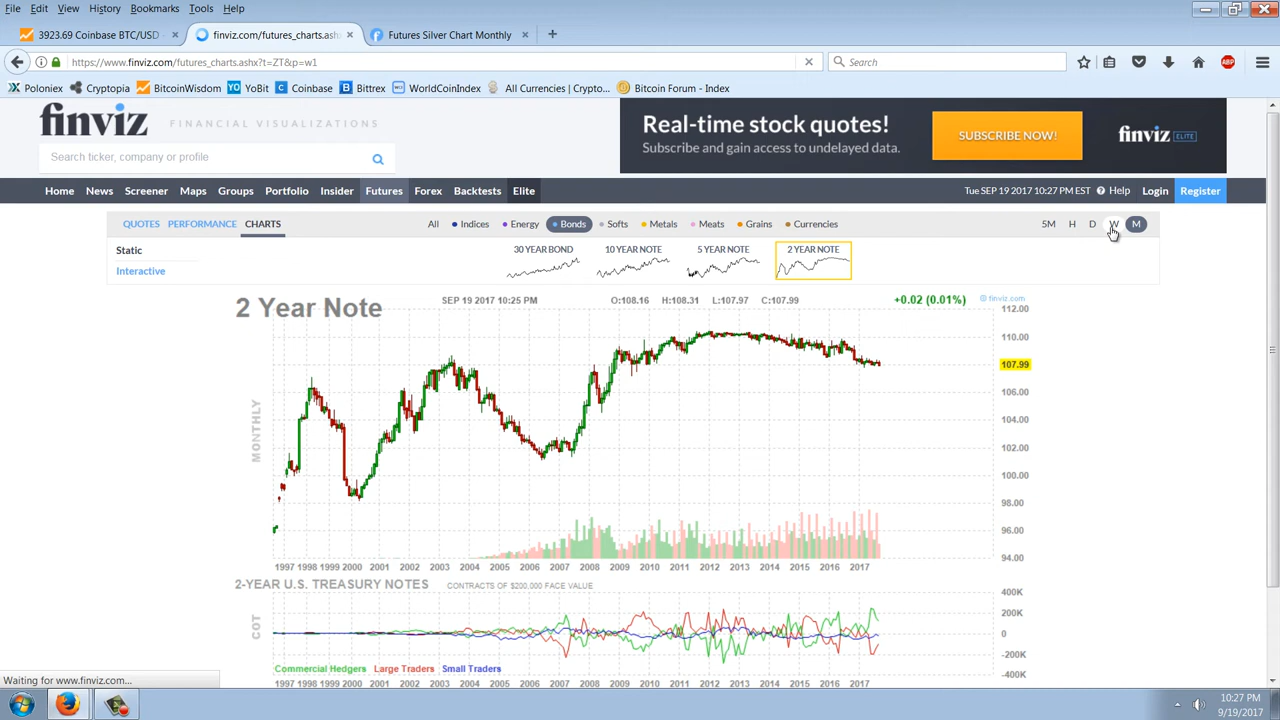 File Edit View History Bookmarks Tools Help
3923.69 Coinbase BTC/USD × finviz.com/futures_charts.ash × Futures Silver Chart Monthly ×
https://www.finviz.com/futures_charts.ashx?t=ZT&p=w1 Search
Poloniex Cryptopia BitcoinWisdom YoBit Coinbase Bittrex WorldCoinIndex All Currencies | Crypto... Bitcoin Forum - Index
finviz FINANCIAL VISUALIZATIONS
Real-time stock quotes!
Subscribe and gain access to undelayed data.
SUBSCRIBE NOW!
finviz ELITE
Search ticker, company or profile
Home News Screener Maps Groups Portfolio Insider Futures Forex Backtests Elite Tue SEP 19 2017 10:27 PM EST Help Login Register
QUOTES PERFORMANCE CHARTS All Indices Energy Bonds Softs Metals Meats Grains Currencies 5M H D W M
Static
Interactive
30 YEAR BOND 10 YEAR NOTE 5 YEAR NOTE 2 YEAR NOTE
2 Year Note SEP 19 2017 10:25 PM O:108.16 H:108.31 L:107.97 C:107.99 +0.02 (0.01%) © finviz.com
112.00
110.00
107.99
106.00
104.00
102.00
100.00
98.00
96.00
94.00
MONTHLY
1997 1998 1999 2000 2001 2002 2003 2004 2005 2006 2007 2008 2009 2010 2011 2012 2013 2014 2015 2016 2017
2-YEAR U.S. TREASURY NOTES CONTRACTS OF $200,000 FACE VALUE
400K
200K
0
-200K
-400K
COT
Commercial Hedgers Large Traders Small Traders
1997 1998 1999 2000 2001 2002 2003 2004 2005 2006 2007 2008 2009 2010 2011 2012 2013 2014 2015 2016 2017
Waiting for www.finviz.com...
10:27 PM
9/19/2017